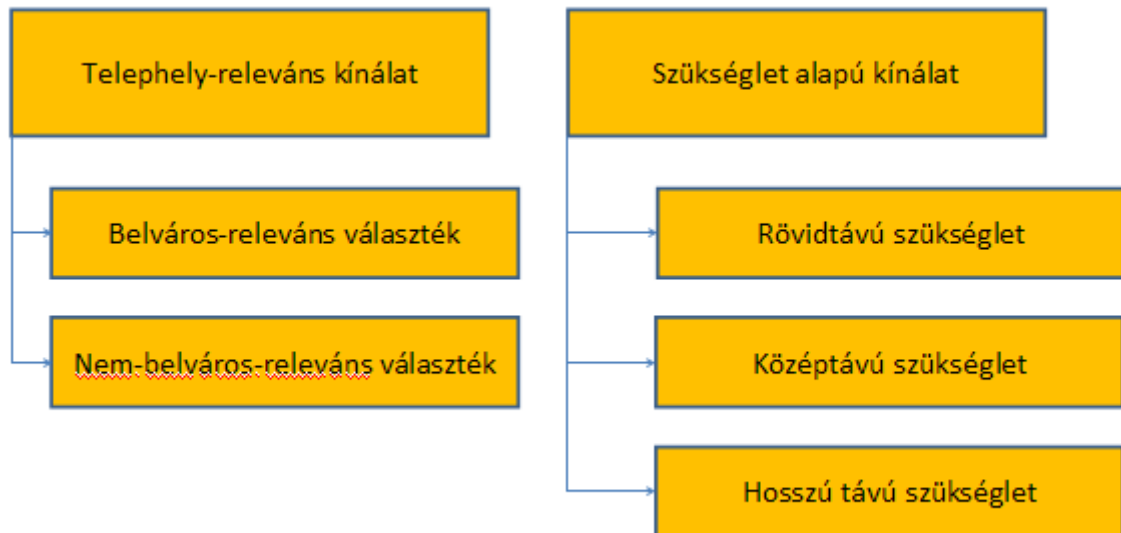 Telephely-releváns kínálat
Belváros-releváns választék
Nem-belváros-releváns választék
Szükséglet alapú kínálat
Rövidtávú szükséglet
Középtávú szükséglet
Hosszú távú szükséglet